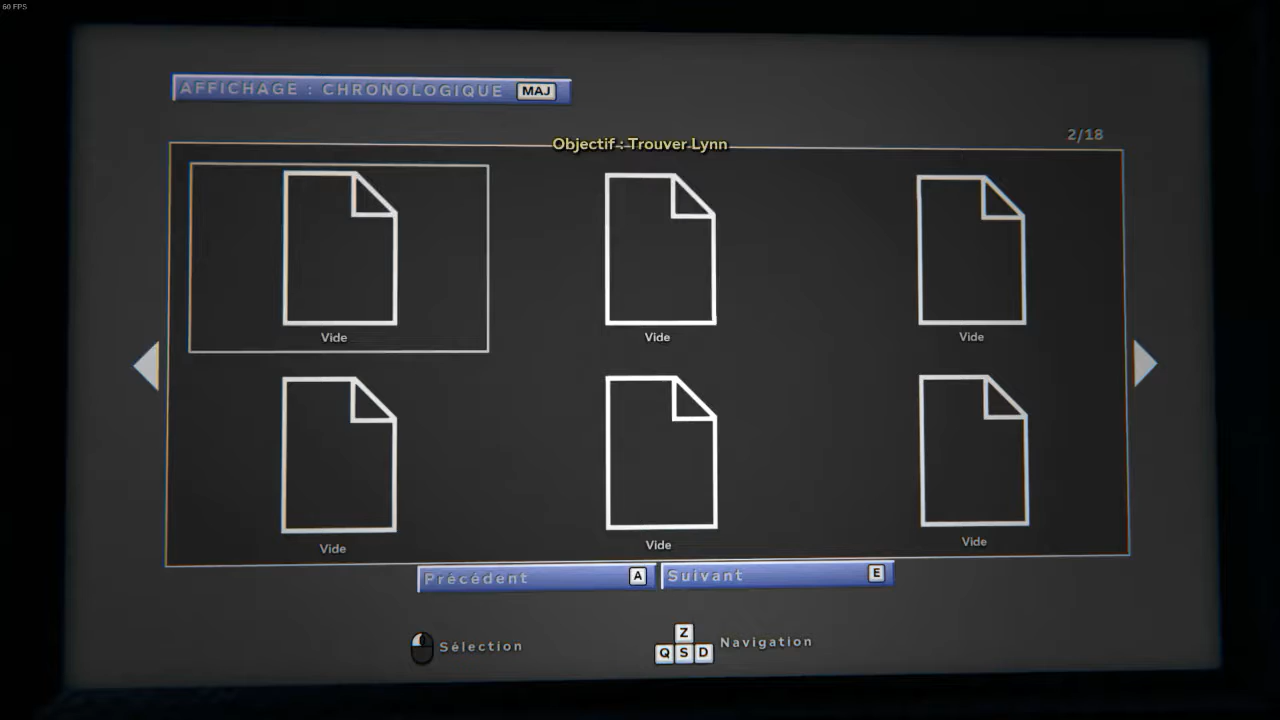 60 FPS
AFFICHAGE : CHRONOLOGIQUE MAJ
2/18
Objectif : Trouver Lynn
Vide Vide Vide
Vide Vide Vide
Précédent A Suivant E
Sélection
Z
Q S D Navigation